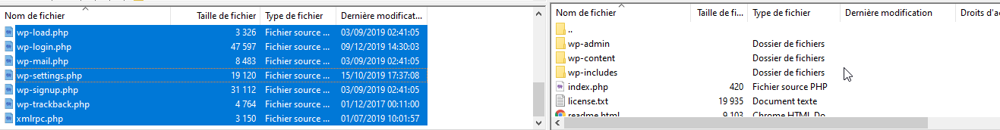 Nom de fichier Taille de fichier Type de fichier Dernière modificat...
wp-load.php 3 326 Fichier source ... 03/09/2019 02:41:05
wp-login.php 47 597 Fichier source ... 09/12/2019 14:30:03
wp-mail.php 8 483 Fichier source ... 03/09/2019 02:41:05
wp-settings.php 19 120 Fichier source ... 15/10/2019 17:37:08
wp-signup.php 31 112 Fichier source ... 03/09/2019 02:41:05
wp-trackback.php 4 764 Fichier source ... 01/12/2017 00:11:00
xmlrpc.php 3 150 Fichier source ... 01/07/2019 10:01:57
Nom de fichier Taille de fi... Type de fichier Dernière modification Droits d'a
..
wp-admin Dossier de fichiers
wp-content Dossier de fichiers
wp-includes Dossier de fichiers
index.php 420 Fichier source PHP
license.txt 19 935 Document texte
readme.html 9 103 Chrome HTML Do